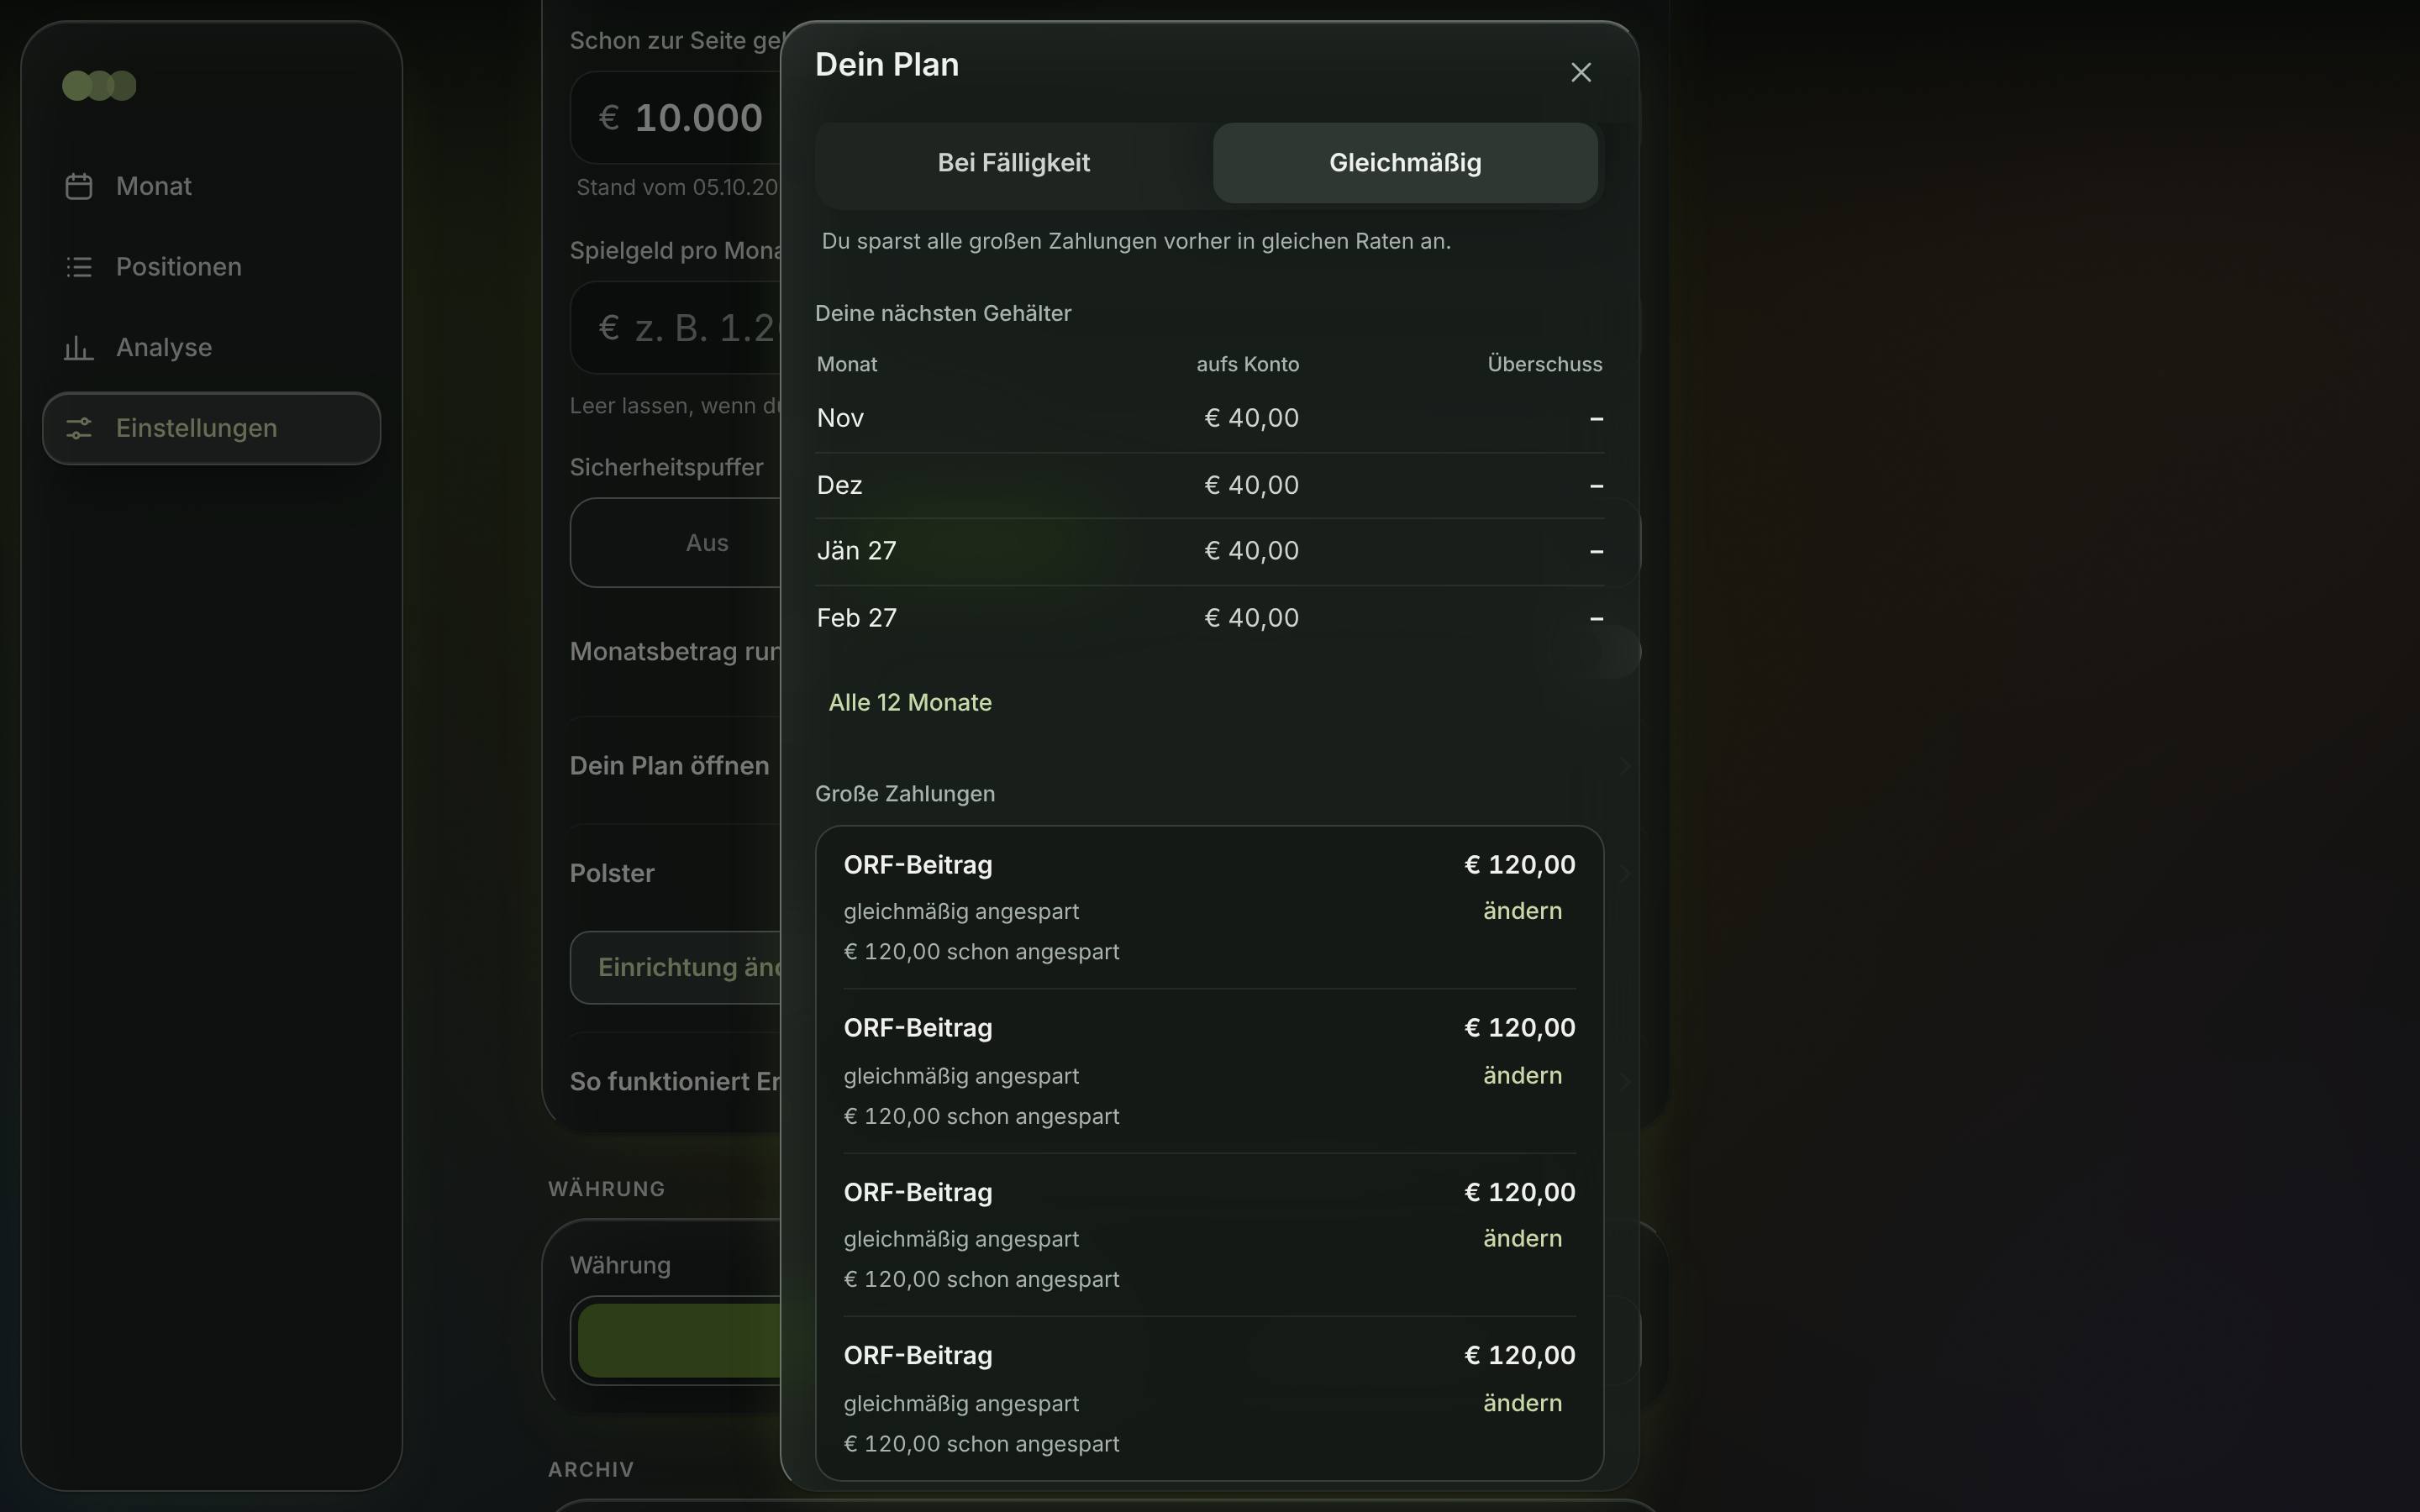 Monat
Positionen
Analyse
Einstellungen
Schon zur Seite
€ 10.000
Stand vom 05.10.20
Spielgeld pro
€ z. B.
Leer lassen, wenn
Sicherheitspuffer
Aus
Monatsbetrag
Dein Plan öffnen
Polster
Einrichtung
So funktioniert
WÄHRUNG
Währung
ARCHIV
Dein Plan
Bei Fälligkeit Gleichmäßig
Du sparst alle großen Zahlungen vorher in gleichen Raten an.
Deine nächsten Gehälter
Monat aufs Konto Überschuss
Nov € 40,00 –
Dez € 40,00 –
Jän 27 € 40,00 –
Feb 27 € 40,00 –
Alle 12 Monate
Große Zahlungen
ORF-Beitrag € 120,00
gleichmäßig angespart ändern
€ 120,00 schon angespart
ORF-Beitrag € 120,00
gleichmäßig angespart ändern
€ 120,00 schon angespart
ORF-Beitrag € 120,00
gleichmäßig angespart ändern
€ 120,00 schon angespart
ORF-Beitrag € 120,00
gleichmäßig angespart ändern
€ 120,00 schon angespart